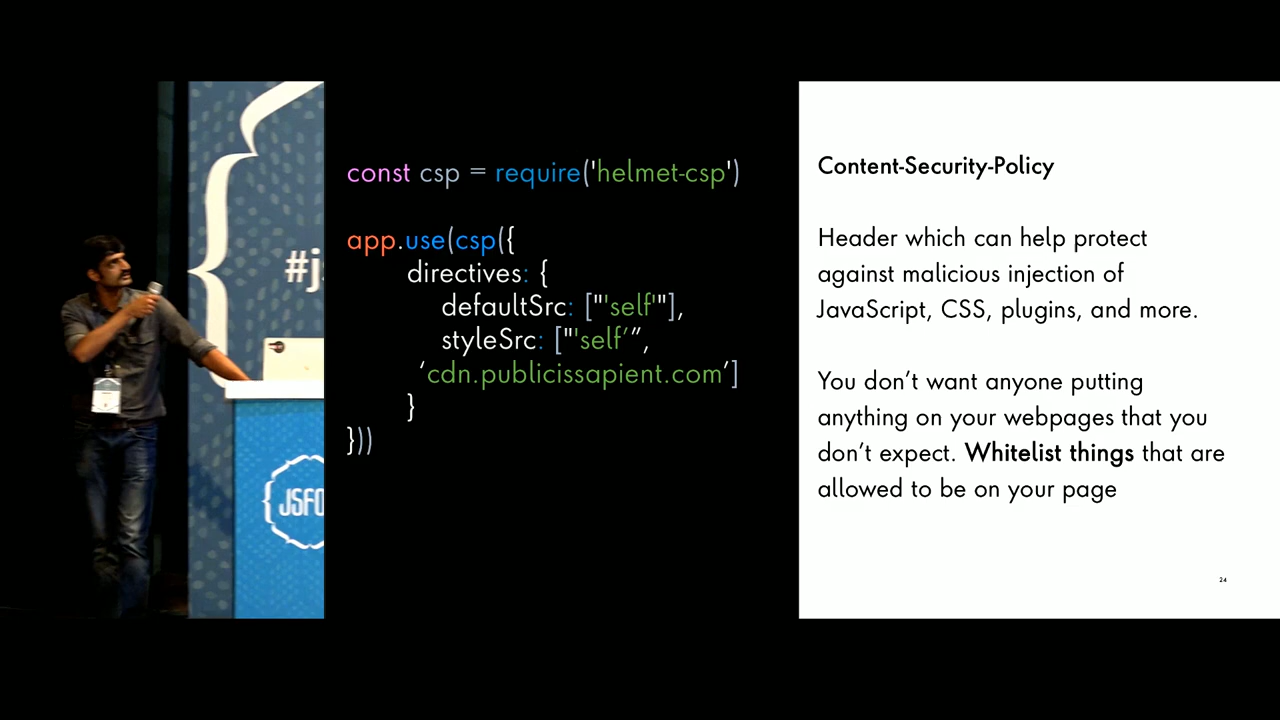 #js
JSFO
const csp = require('helmet-csp')
app.use(csp({
directives: {
defaultSrc: ["'self'"],
styleSrc: ["'self’”,
‘cdn.publicissapient.com’]
}
}))
Content-Security-Policy
Header which can help protect
against malicious injection of
JavaScript, CSS, plugins, and more.
You don’t want anyone putting
anything on your webpages that you
don’t expect. Whitelist things that are
allowed to be on your page
24